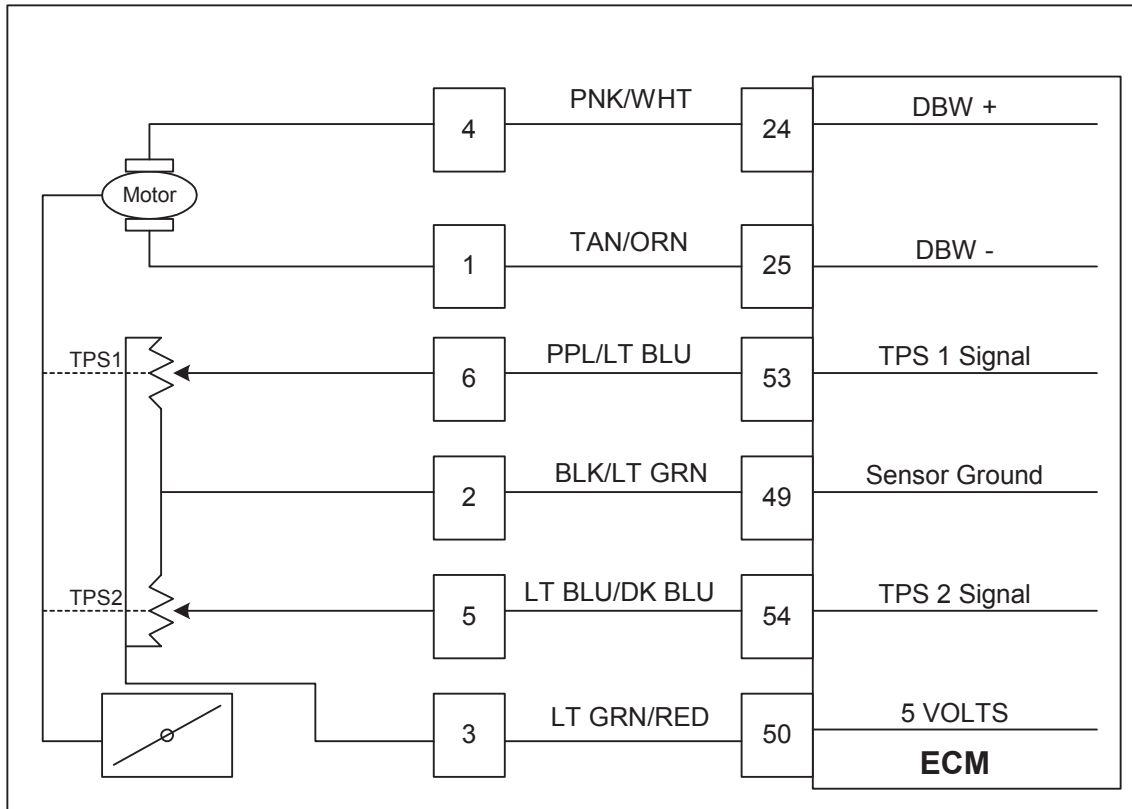 4 PNK/WHT 24 DBW +
Motor
1 TAN/ORN 25 DBW -
TPS1 6 PPL/LT BLU 53 TPS 1 Signal
2 BLK/LT GRN 49 Sensor Ground
TPS2 5 LT BLU/DK BLU 54 TPS 2 Signal
3 LT GRN/RED 50 5 VOLTS
ECM